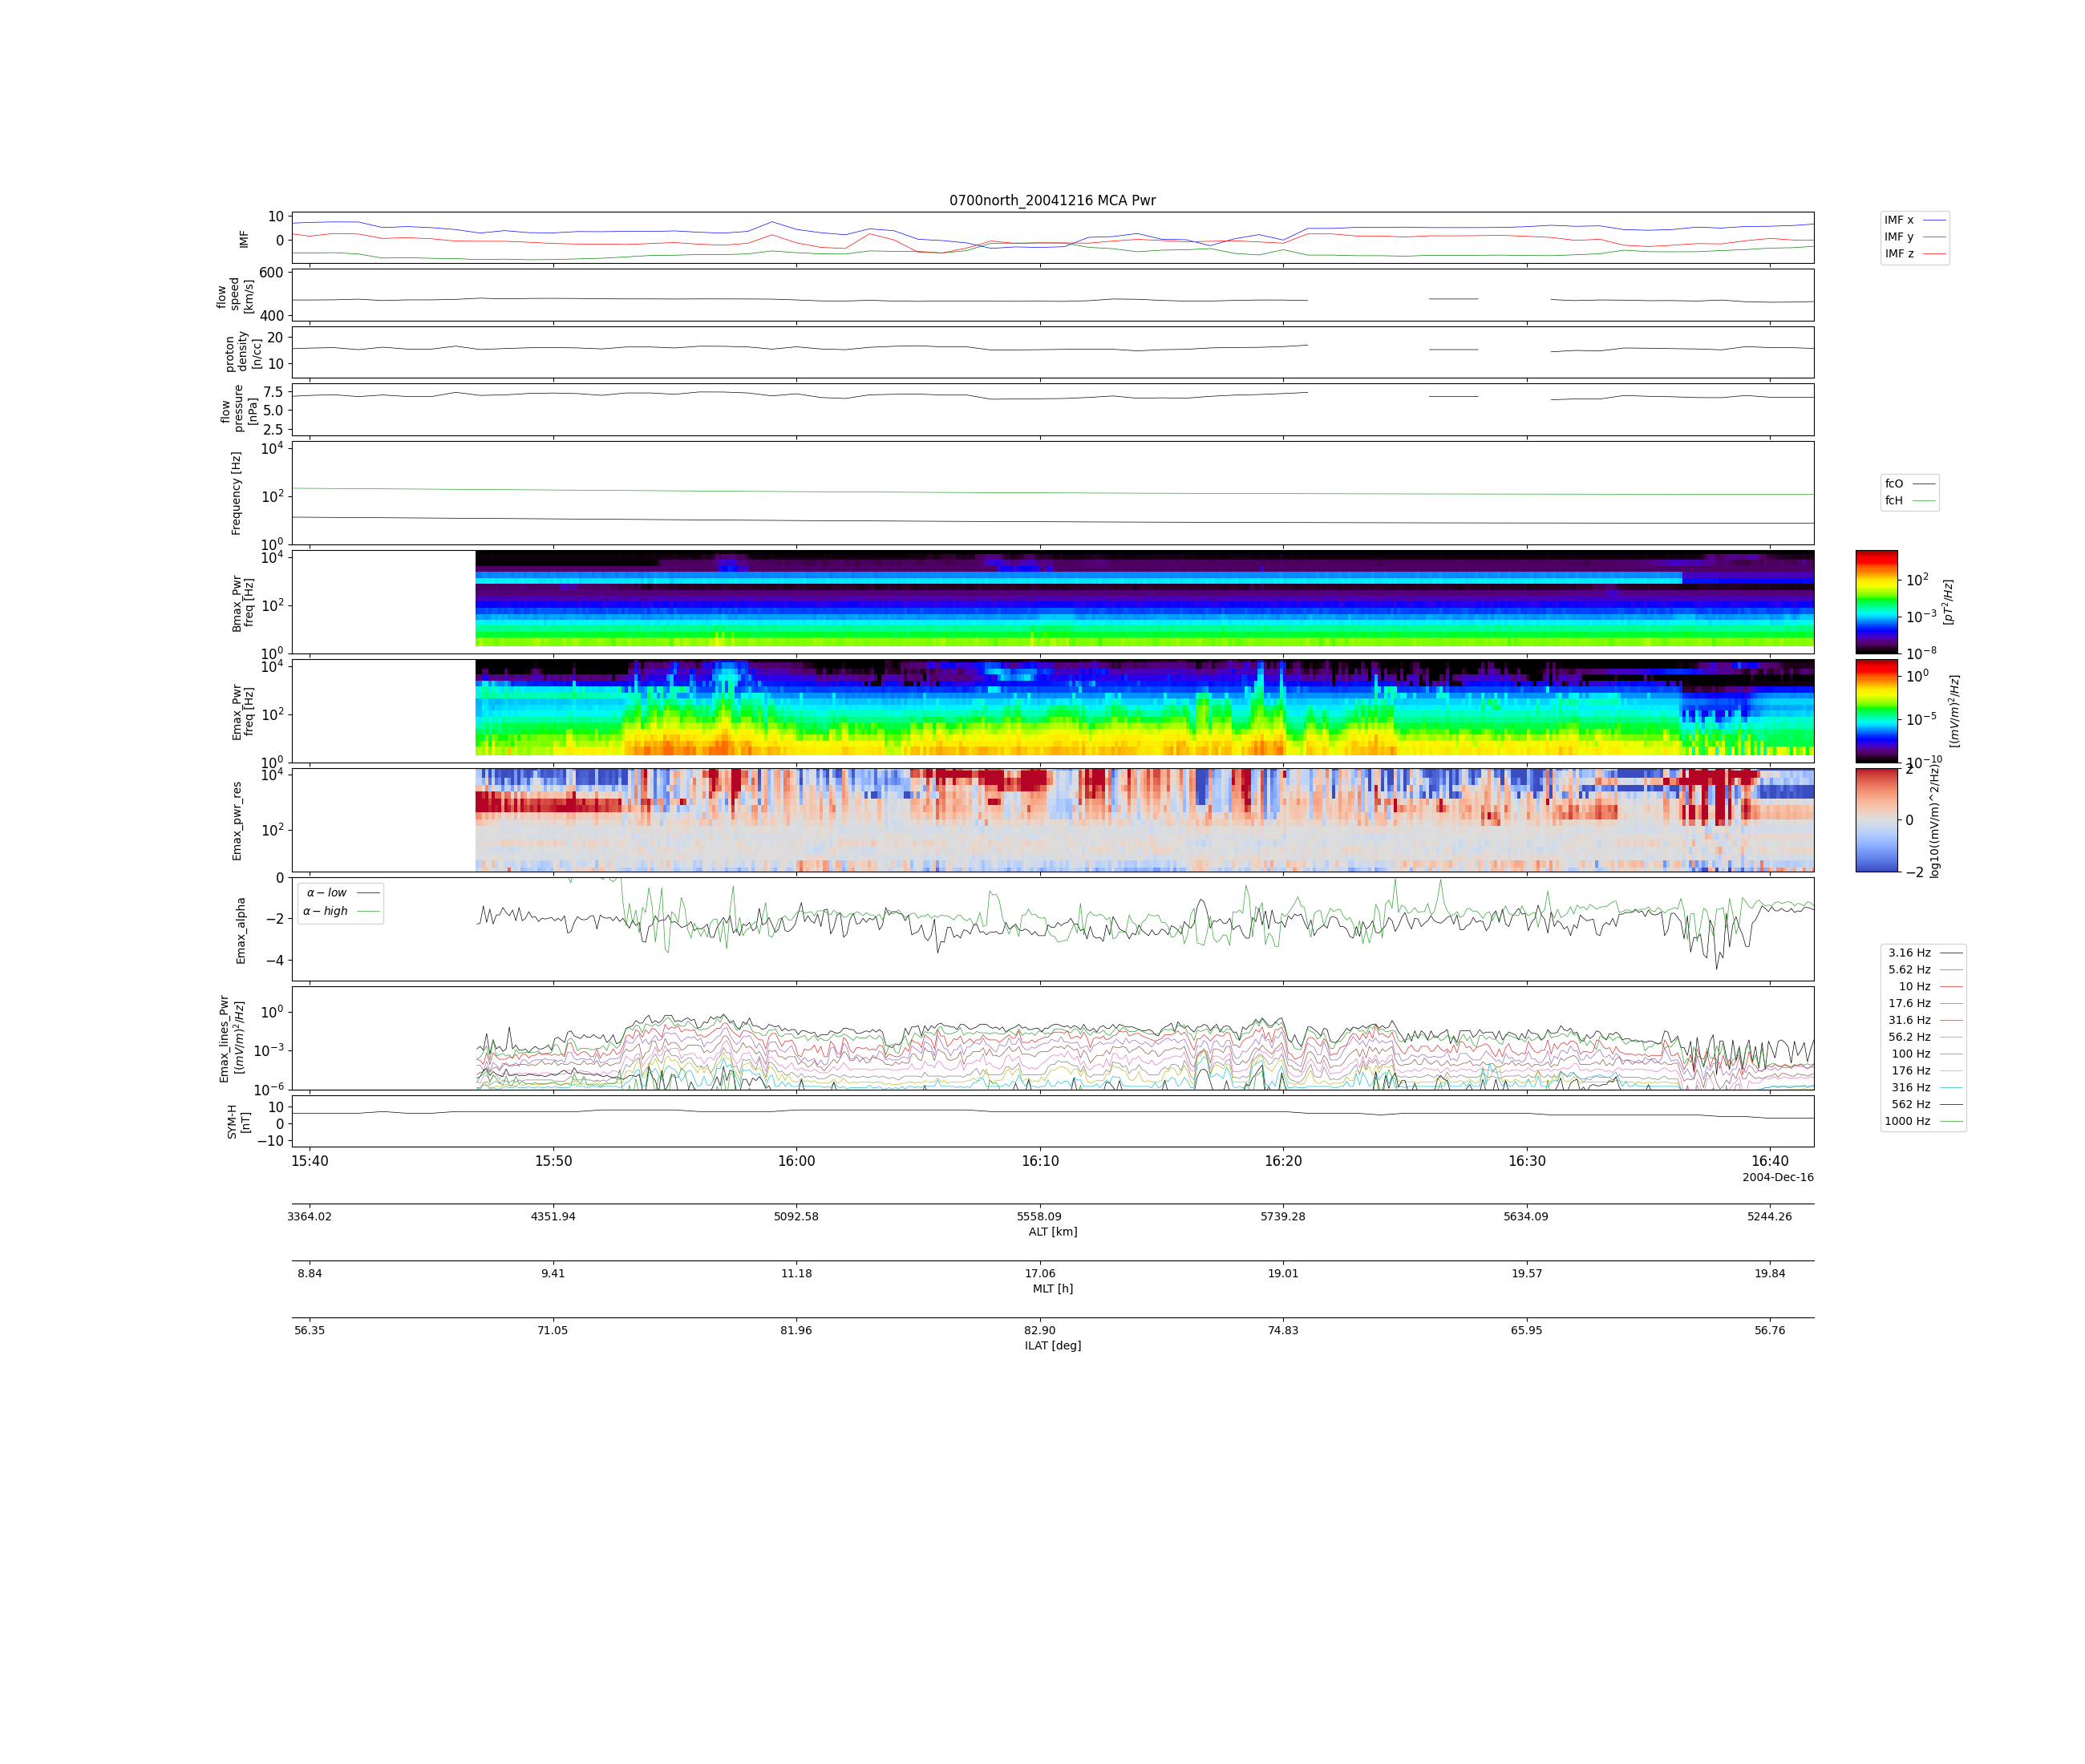 0700north_20041216 MCA Pwr
10
0
IMF
IMF x
IMF y
IMF z
600
400
flow
speed
[km/s]
20
10
proton
density
[n/cc]
7.5
5.0
2.5
flow
pressure
[nPa]
10^4
10^2
10^0
Frequency [Hz]
fcO
fcH
10^4
10^2
10^0
Bmax_Pwr
freq [Hz]
10^2
10^-3
10^-8
[pT^2/Hz]
10^4
10^2
10^0
Emax_Pwr
freq [Hz]
10^0
10^-5
10^-10
[(mV/m)^2/Hz]
10^4
10^2
Emax_pwr_res
2
0
−2
log10((mV/m)^2/Hz)
0
−2
−4
Emax_alpha
α − low
α − high
10^0
10^-3
10^-6
Emax_lines_Pwr
[(mV/m)^2/Hz]
3.16 Hz
5.62 Hz
10 Hz
17.6 Hz
31.6 Hz
56.2 Hz
100 Hz
176 Hz
316 Hz
562 Hz
1000 Hz
10
0
−10
SYM-H
[nT]
15:40 15:50 16:00 16:10 16:20 16:30 16:40
2004-Dec-16
3364.02 4351.94 5092.58 5558.09 5739.28 5634.09 5244.26
ALT [km]
8.84 9.41 11.18 17.06 19.01 19.57 19.84
MLT [h]
56.35 71.05 81.96 82.90 74.83 65.95 56.76
ILAT [deg]